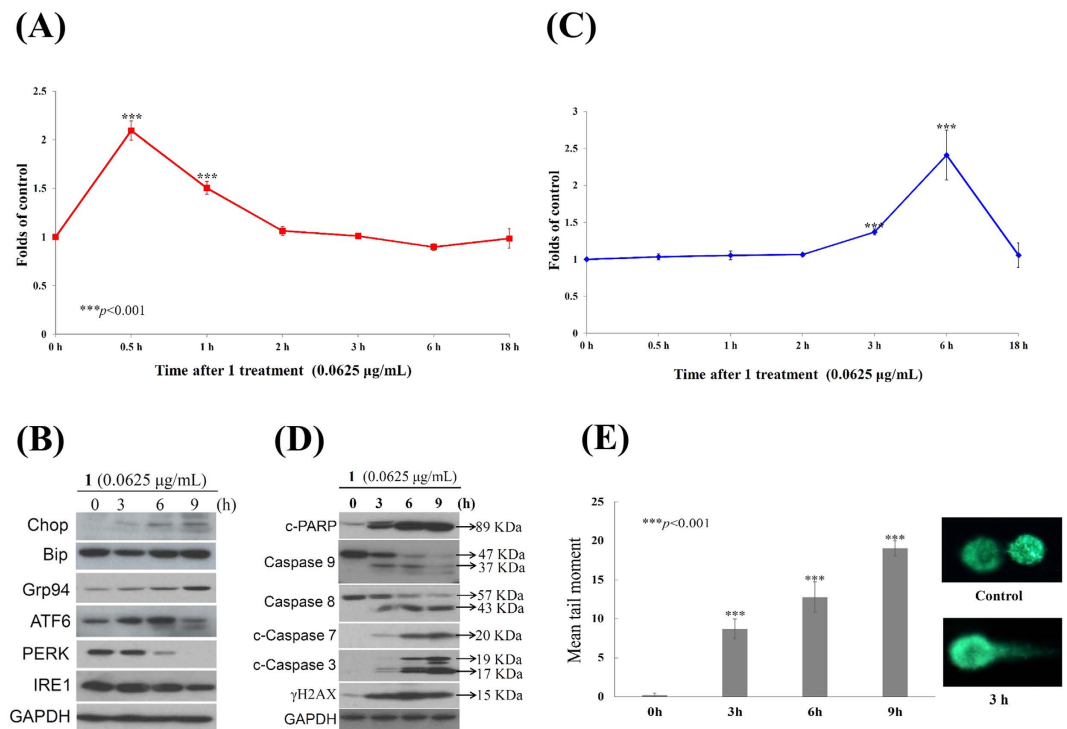 (A)
2.5
2
1.5
1
0.5
0
Folds of control
***
***
***p<0.001
0 h 0.5 h 1 h 2 h 3 h 6 h 18 h
Time after 1 treatment (0.0625 µg/mL)
(C)
3
2.5
2
1.5
1
0.5
0
Folds of control
***
***
0 h 0.5 h 1 h 2 h 3 h 6 h 18 h
Time after 1 treatment (0.0625 µg/mL)
(B)
1 (0.0625 µg/mL)
0 3 6 9 (h)
Chop
Bip
Grp94
ATF6
PERK
IRE1
GAPDH
(D)
1 (0.0625 µg/mL)
0 3 6 9 (h)
c-PARP 89 KDa
Caspase 9 47 KDa
37 KDa
Caspase 8 57 KDa
43 KDa
c-Caspase 7 20 KDa
c-Caspase 3 19 KDa
17 KDa
γH2AX 15 KDa
GAPDH
(E)
25
20
15
10
5
0
Mean tail moment
***p<0.001
***
***
***
0h 3h 6h 9h
Control
3 h